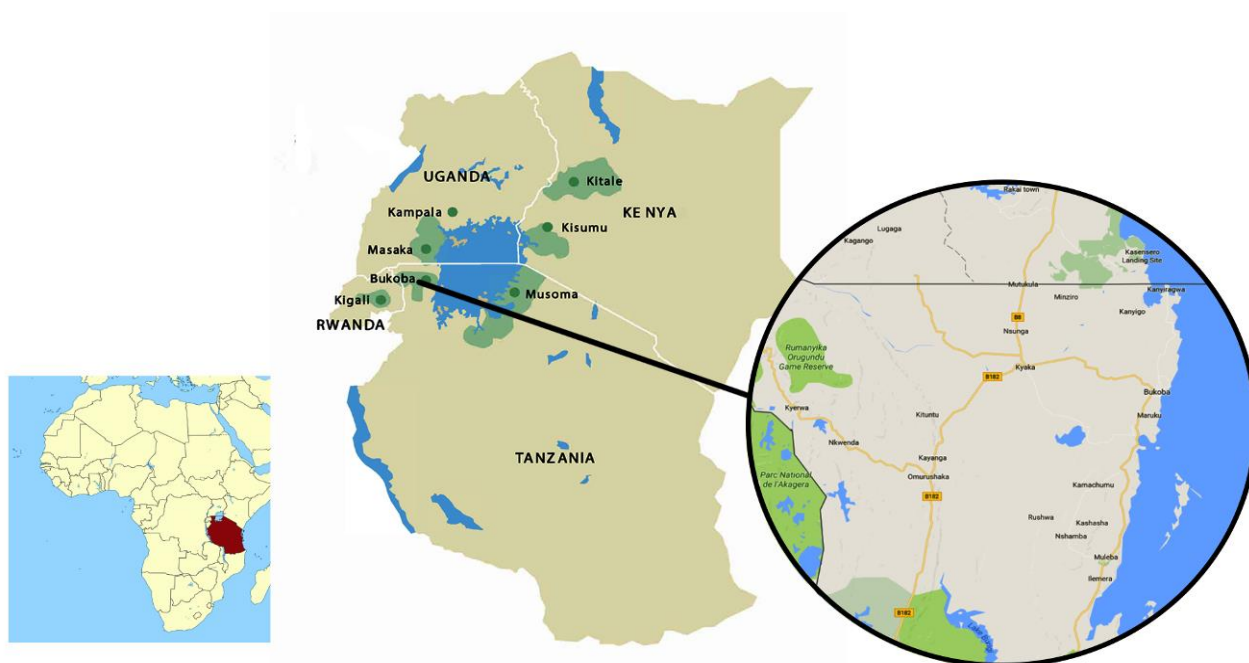 UGANDA
Kitale
Kampala
KENYA
Kisumu
Masaka
Bukoba
Kigali
Musoma
RWANDA
TANZANIA
Rakai town
Lugaga
Kagango
Kasensero
Landing Site
Mutukula
Minziro
Kanyiragwa
Kanyigo
B8
Nsunga
Rumanyika
Orugundu
Game Reserve
Kyaka
B182
Bukoba
Kyerwa
Kituntu
Maruku
Nkwenda
Kayanga
Omurushaka
Parc National
de l'Akagera
Kamachumu
B182
Rushwa
Kashasha
Nshamba
Muleba
Ilemera
B182